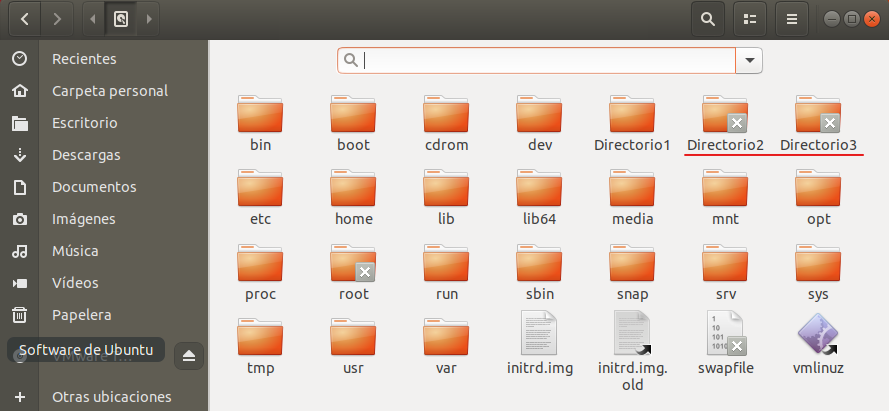 Recientes
Carpeta personal
Escritorio
Descargas
Documentos
Imágenes
Música
Vídeos
Papelera
Software de Ubuntu
Otras ubicaciones
bin boot cdrom dev Directorio1 Directorio2 Directorio3
etc home lib lib64 media mnt opt
proc root run sbin snap srv sys
tmp usr var initrd.img initrd.img. swapfile vmlinuz
old